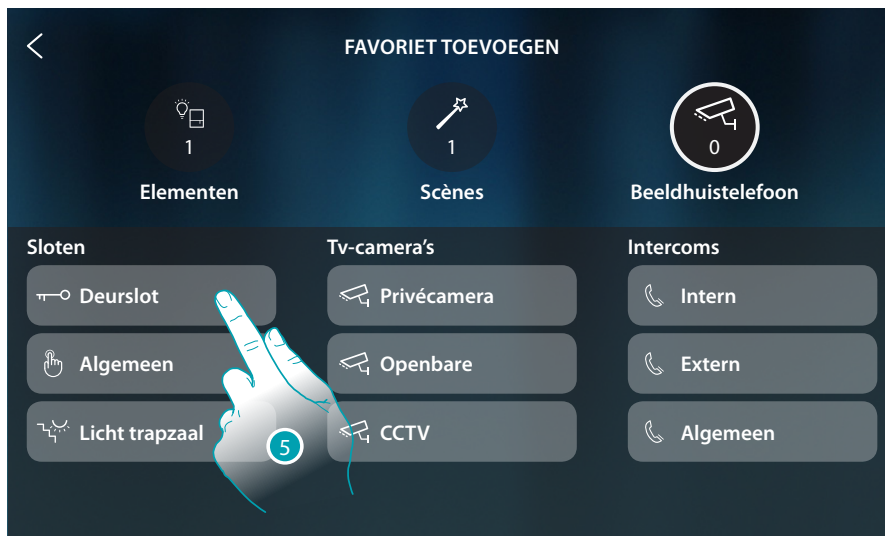 FAVORIET TOEVOEGEN
1
1
0
Elementen
Scènes
Beeldhuistelefoon
Sloten
Tv-camera's
Intercoms
Deurslot
Privécamera
Intern
Algemeen
Openbare
Extern
Licht trapzaal
CCTV
Algemeen
5